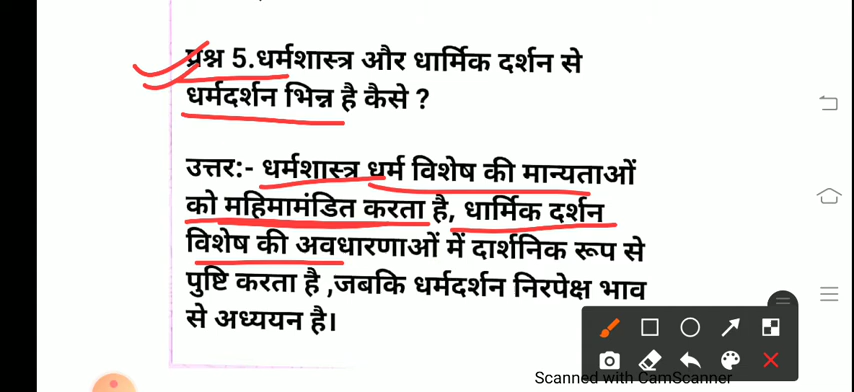 प्रश्न 5.धर्मशास्त्र और धार्मिक दर्शन से
धर्मदर्शन भिन्न है कैसे ?
उत्तर:- धर्मशास्त्र धर्म विशेष की मान्यताओं
को महिमामंडित करता है, धार्मिक दर्शन
विशेष की अवधारणाओं में दार्शनिक रूप से
पुष्टि करता है ,जबकि धर्मदर्शन निरपेक्ष भाव
से अध्ययन है।
Scanned with CamScanner